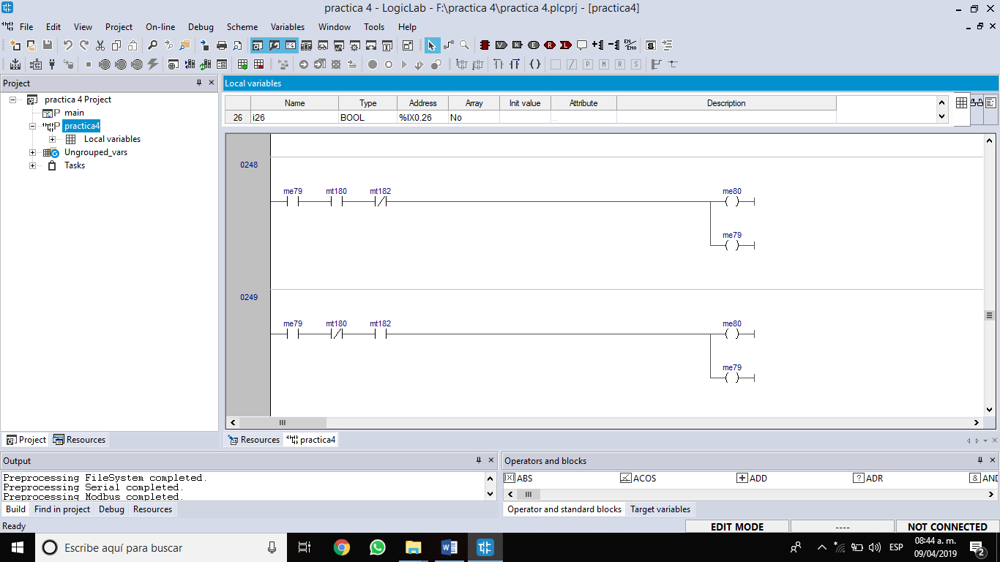 practica 4 - LogicLab - F:\practica 4\practica 4.plcprj - [practica4]
File Edit View Project On-line Debug Scheme Variables Window Tools Help
EN/ENO
Project
practica 4 Project
main
practica4
Local variables
Ungrouped_vars
Tasks
Project Resources
Local variables
Name Type Address Array Init value Attribute Description
26 i26 BOOL %IX0.26 No ..
0248
me79 mt180 mt182 me80
me79
0249
me79 mt180 mt182 me80
me79
Resources practica4
Output
Preprocessing FileSystem completed.
Preprocessing Serial completed.
Preprocessing Modbus completed.
Build Find in project Debug Resources
Operators and blocks
ABS ACOS ADD ADR AND
Operator and standard blocks Target variables
Ready EDIT MODE ---- NOT CONNECTED
Escribe aquí para buscar
ESP
08:44 a. m.
09/04/2019
2